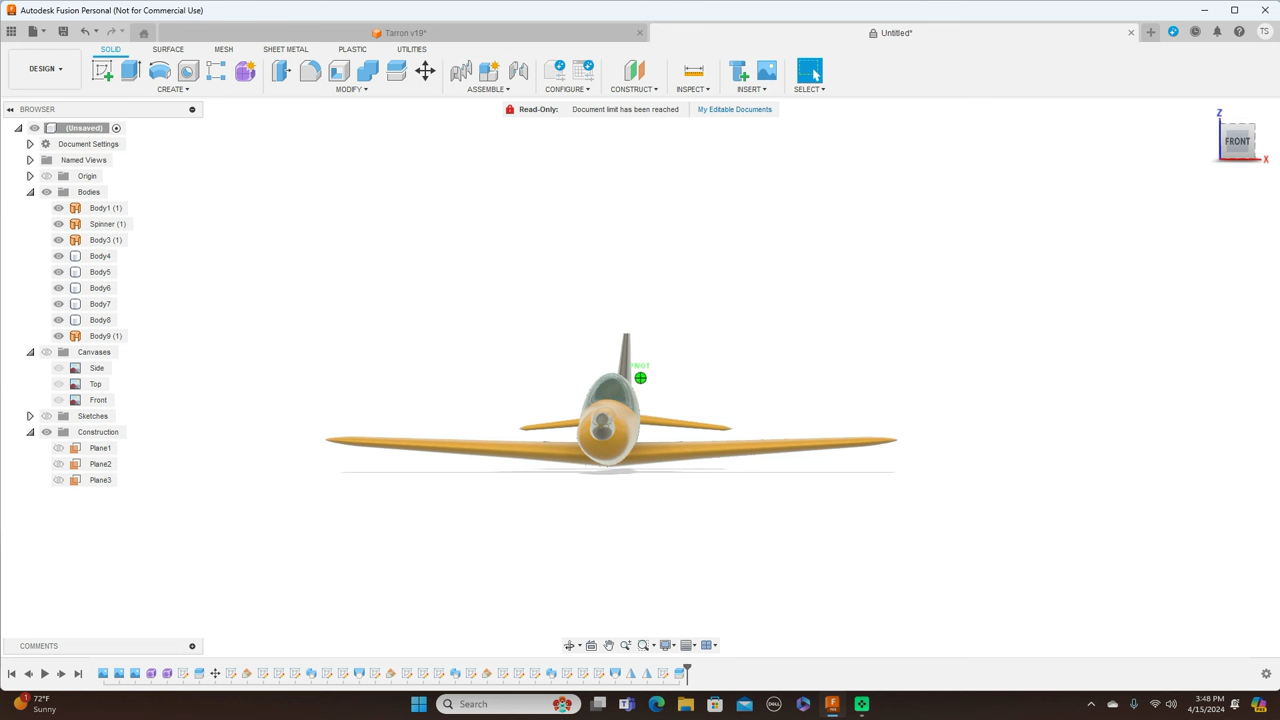 Autodesk Fusion Personal (Not for Commercial Use)
Tarron v19*
Untitled*
TS
DESIGN
SOLID SURFACE MESH SHEET METAL PLASTIC UTILITIES
CREATE MODIFY ASSEMBLE CONFIGURE CONSTRUCT INSPECT INSERT SELECT
BROWSER
Read-Only: Document limit has been reached My Editable Documents
Z
FRONT
X
(Unsaved)
Document Settings
Named Views
Origin
Bodies
Body1 (1)
Spinner (1)
Body3 (1)
Body4
Body5
Body6
Body7
Body8
Body9 (1)
Canvases
Side
Top
Front
Sketches
Construction
Plane1
Plane2
Plane3
PIVOT
COMMENTS
72°F
Sunny
1
Search
DELL
3:48 PM
4/15/2024